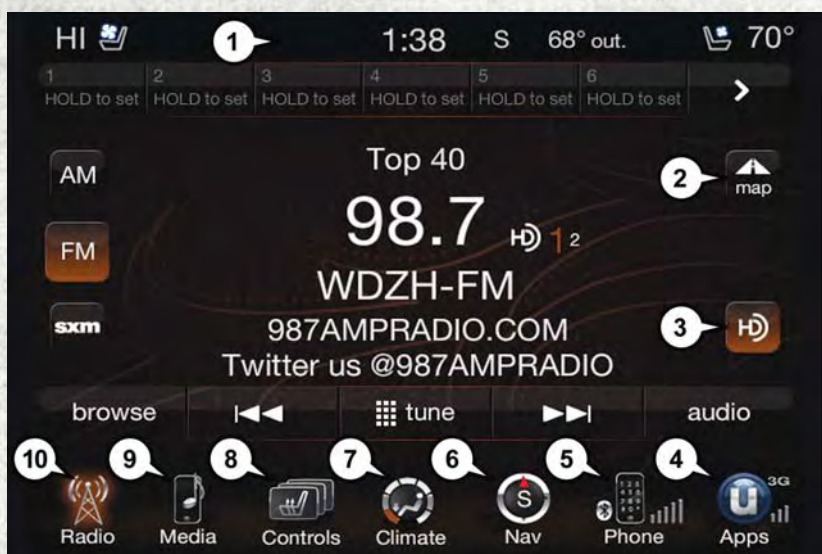 HI 1 1:38 S 68° out. 70°
1 2 3 4 5 6
HOLD to set HOLD to set HOLD to set HOLD to set HOLD to set HOLD to set
AM Top 40 2 map
98.7 HD 1 2
FM
WDZH-FM
sxm 987AMPRADIO.COM 3 HD
Twitter us @987AMPRADIO
browse tune audio
10 9 8 7 6 5 4
S u 3G
Radio Media Controls Climate Nav Phone Apps